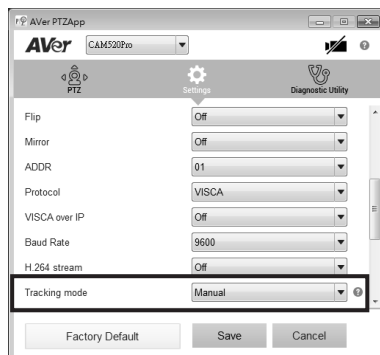 AVer PTZApp
AVer CAM520Pro
PTZ Settings Diagnostic Utility
Flip Off
Mirror Off
ADDR 01
Protocol VISCA
VISCA over IP Off
Baud Rate 9600
H.264 stream Off
Tracking mode Manual
Factory Default Save Cancel